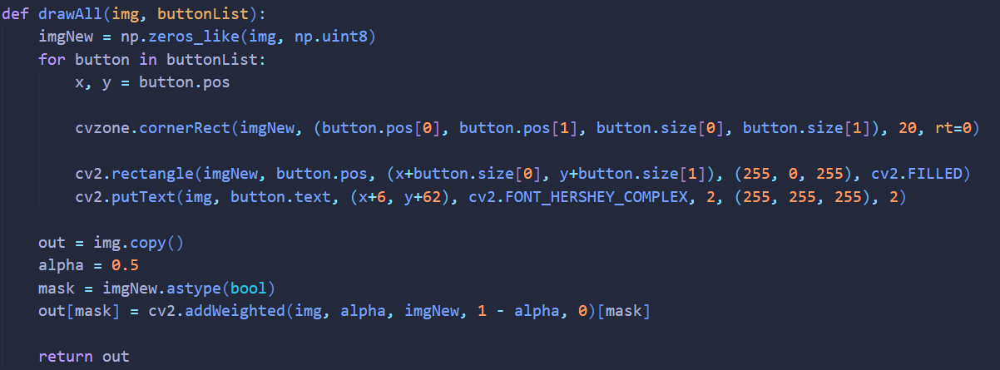 def drawAll(img, buttonList):
    imgNew = np.zeros_like(img, np.uint8)
    for button in buttonList:
        x, y = button.pos

        cvzone.cornerRect(imgNew, (button.pos[0], button.pos[1], button.size[0], button.size[1]), 20, rt=0)

        cv2.rectangle(imgNew, button.pos, (x+button.size[0], y+button.size[1]), (255, 0, 255), cv2.FILLED)
        cv2.putText(img, button.text, (x+6, y+62), cv2.FONT_HERSHEY_COMPLEX, 2, (255, 255, 255), 2)

    out = img.copy()
    alpha = 0.5
    mask = imgNew.astype(bool)
    out[mask] = cv2.addWeighted(img, alpha, imgNew, 1 - alpha, 0)[mask]

    return out